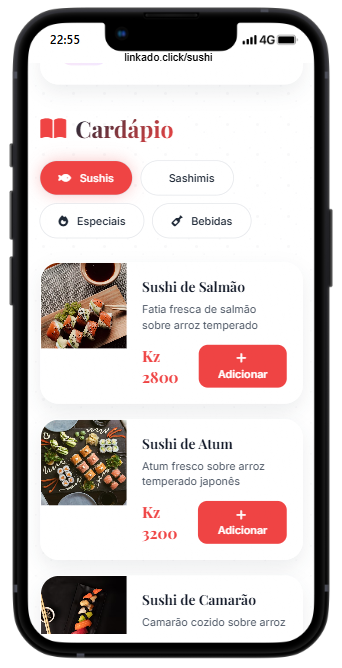 22:55
4G
linkado.click/sushi
Cardápio
Sushis
Sashimis
Especiais
Bebidas
Sushi de Salmão
Fatia fresca de salmão
sobre arroz temperado
Kz
2800
+
Adicionar
Sushi de Atum
Atum fresco sobre arroz
temperado japonês
Kz
3200
+
Adicionar
Sushi de Camarão
Camarão cozido sobre arroz